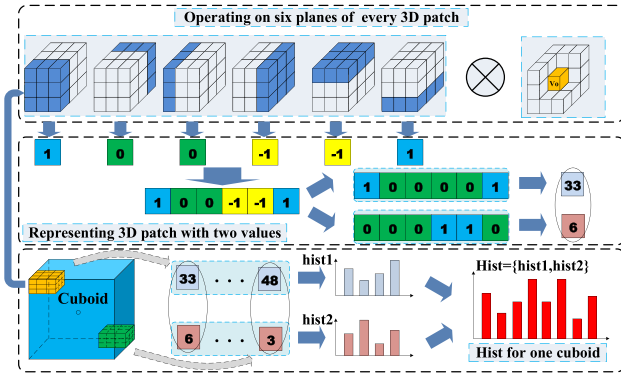 Operating on six planes of every 3D patch
Vo
1 0 0 -1 -1 1
1 0 0 -1 -1 1
1 0 0 0 0 1
33
0 0 0 1 1 0
6
Representing 3D patch with two values
Cuboid
33 . . . 48
hist1
6 . . . 3
hist2
Hist={hist1,hist2}
Hist for one cuboid